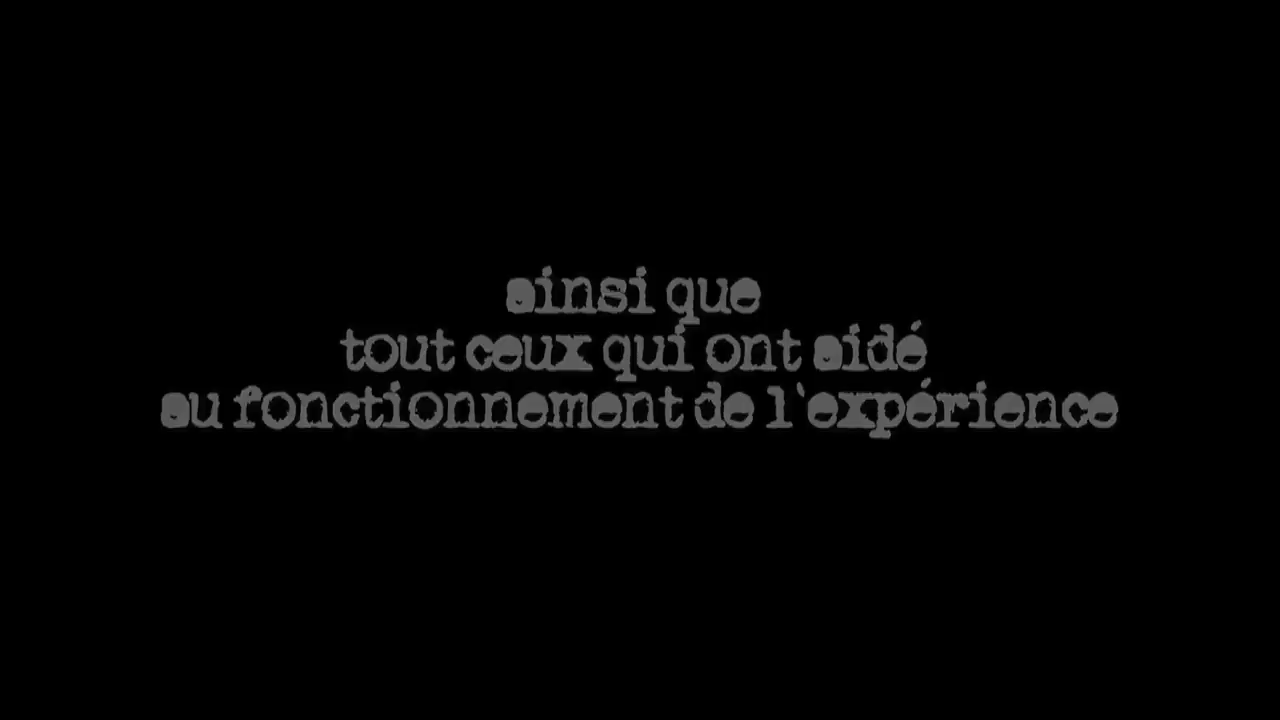 ainsi que
tout ceux qui ont aidé
au fonctionnement de l'expérience